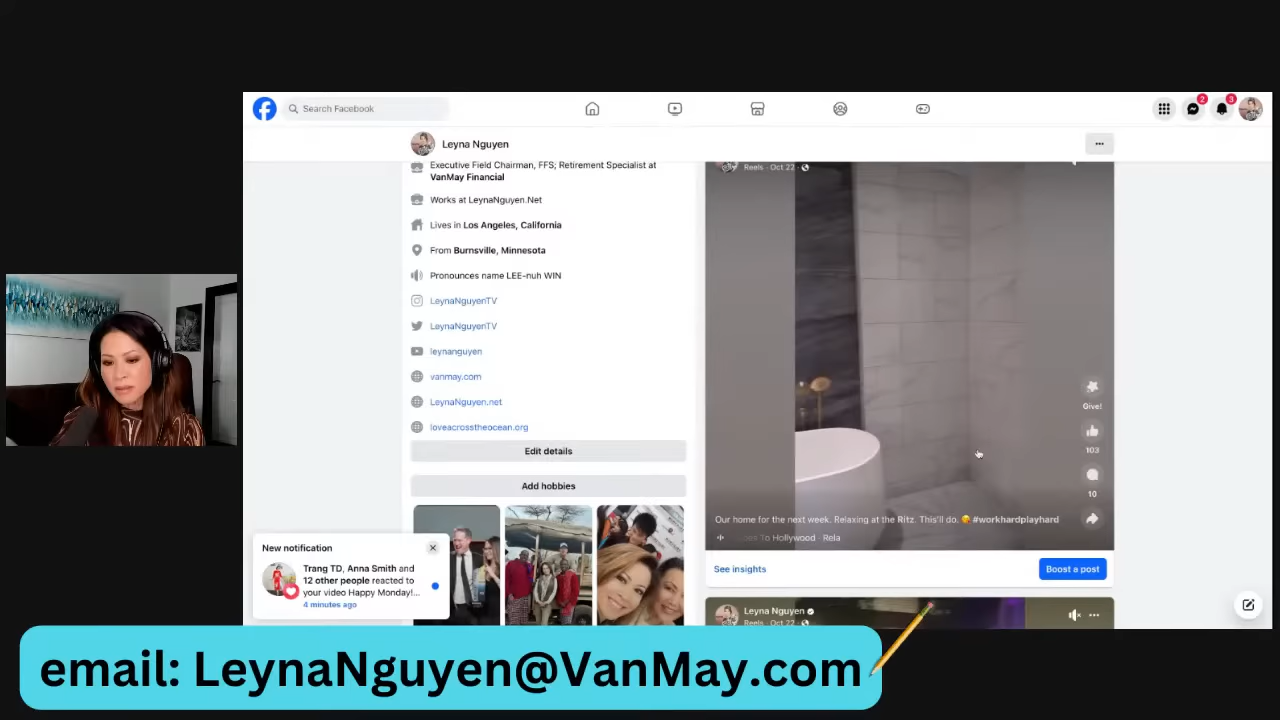 Search Facebook
2
3
Leyna Nguyen
Executive Field Chairman, FFS; Retirement Specialist at
VanMay Financial
Works at LeynaNguyen.Net
Lives in Los Angeles, California
From Burnsville, Minnesota
Pronounces name LEE-nuh WIN
LeynaNguyenTV
LeynaNguyenTV
leynanguyen
vanmay.com
LeynaNguyen.net
loveacrosstheocean.org
Edit details
Add hobbies
Reels · Oct 22 ·
Give!
103
10
Our home for the next week. Relaxing at the Ritz. This'll do. 😘 #workhardplayhard
To Hollywood · Rela
See insights
Boost a post
Leyna Nguyen
Reels · Oct 22 ·
New notification
Trang TD, Anna Smith and
12 other people reacted to
your video Happy Monday!...
4 minutes ago
email: LeynaNguyen@VanMay.com